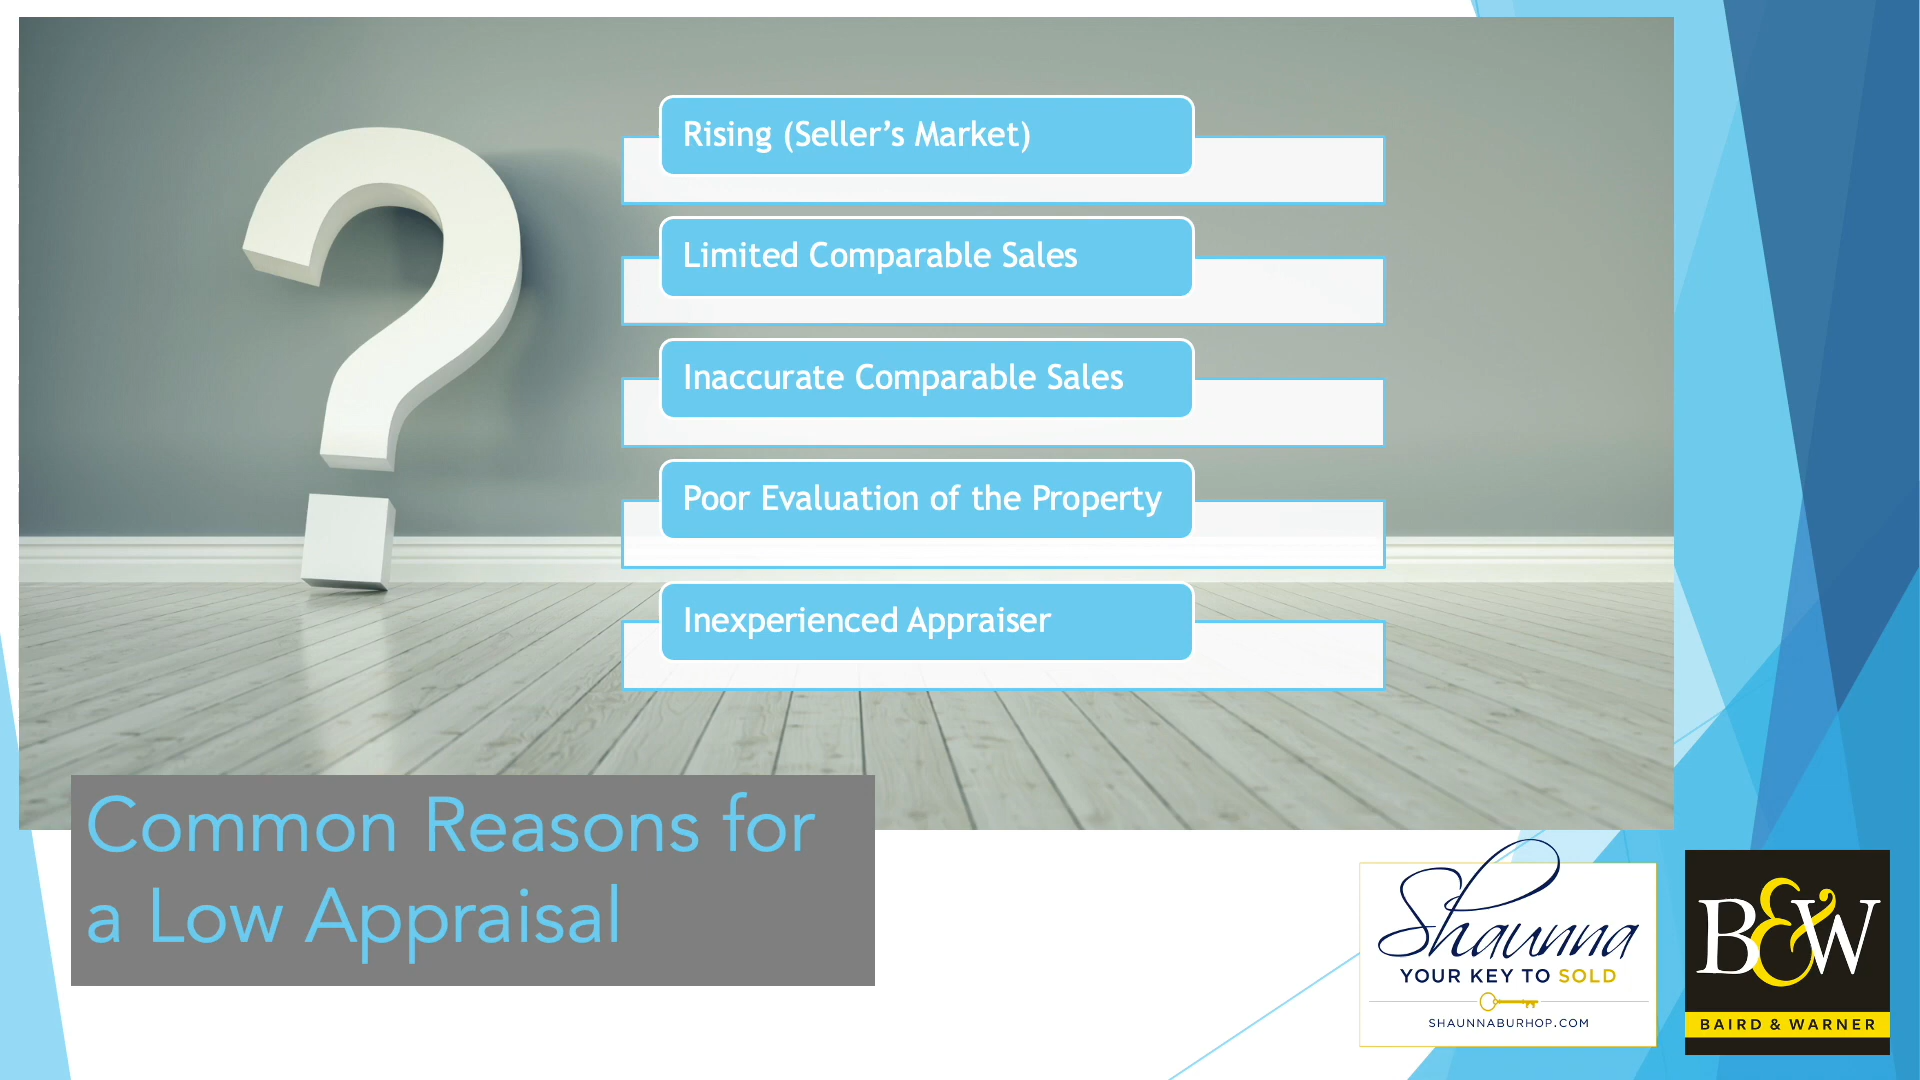 Rising (Seller’s Market)
Limited Comparable Sales
Inaccurate Comparable Sales
Poor Evaluation of the Property
Inexperienced Appraiser
Common Reasons for
a Low Appraisal
Shaunna
YOUR KEY TO SOLD
SHAUNNABURHOP.COM
B&W
BAIRD & WARNER